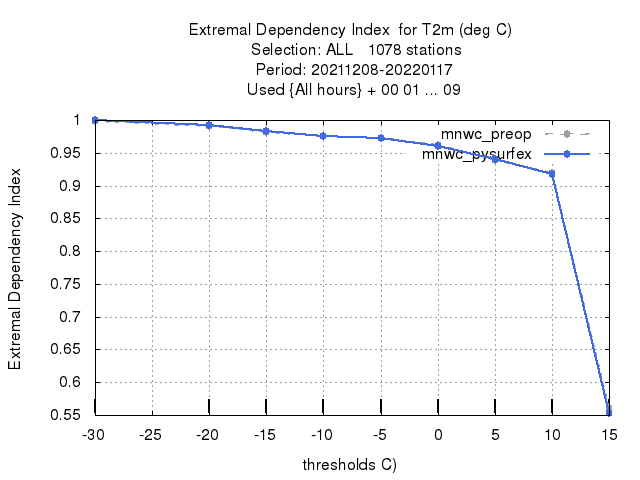 Extremal Dependency Index  for T2m (deg C)
Selection: ALL   1078 stations
Period: 20211208-20220117
Used {All hours} + 00 01 ... 09
Extremal Dependency Index
1
0.95
0.9
0.85
0.8
0.75
0.7
0.65
0.6
0.55
mnwc_preop
mnwc_pysurfex
-30 -25 -20 -15 -10 -5 0 5 10 15
thresholds C)